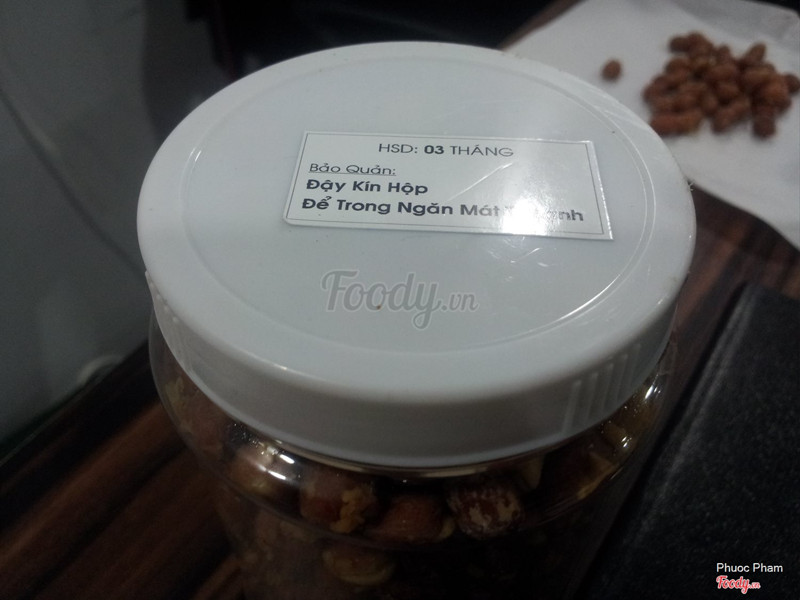 HSD: 03 THÁNG
Bảo Quản:
Đậy Kín Hộp
Để Trong Ngăn Mát
Foody.vn
Phuoc Pham
Foody.vn